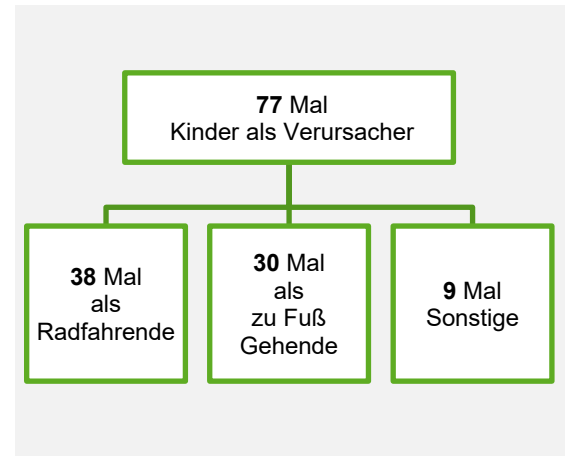 77 Mal
Kinder als Verursacher
38 Mal
als
Radfahrende
30 Mal
als
zu Fuß
Gehende
9 Mal
Sonstige